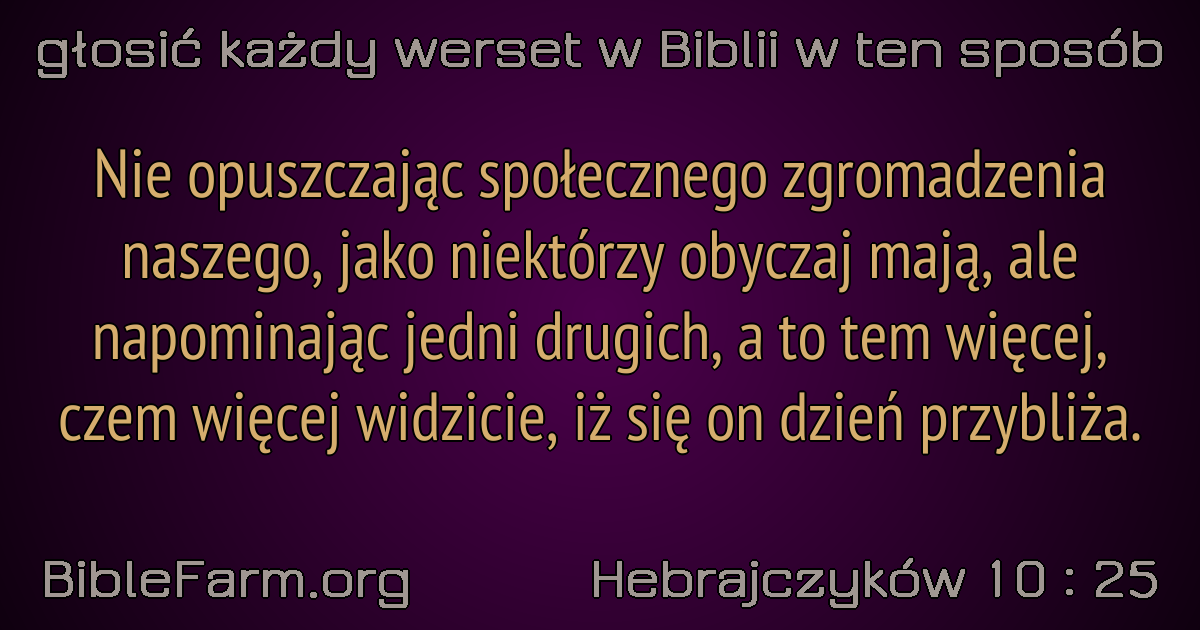 głosić każdy werset w Biblii w ten sposób
Nie opuszczając społecznego zgromadzenia
naszego, jako niektórzy obyczaj mają, ale
napominając jedni drugich, a to tem więcej,
czem więcej widzicie, iż się on dzień przybliża.
BibleFarm.org
Hebrajczyków 10 : 25